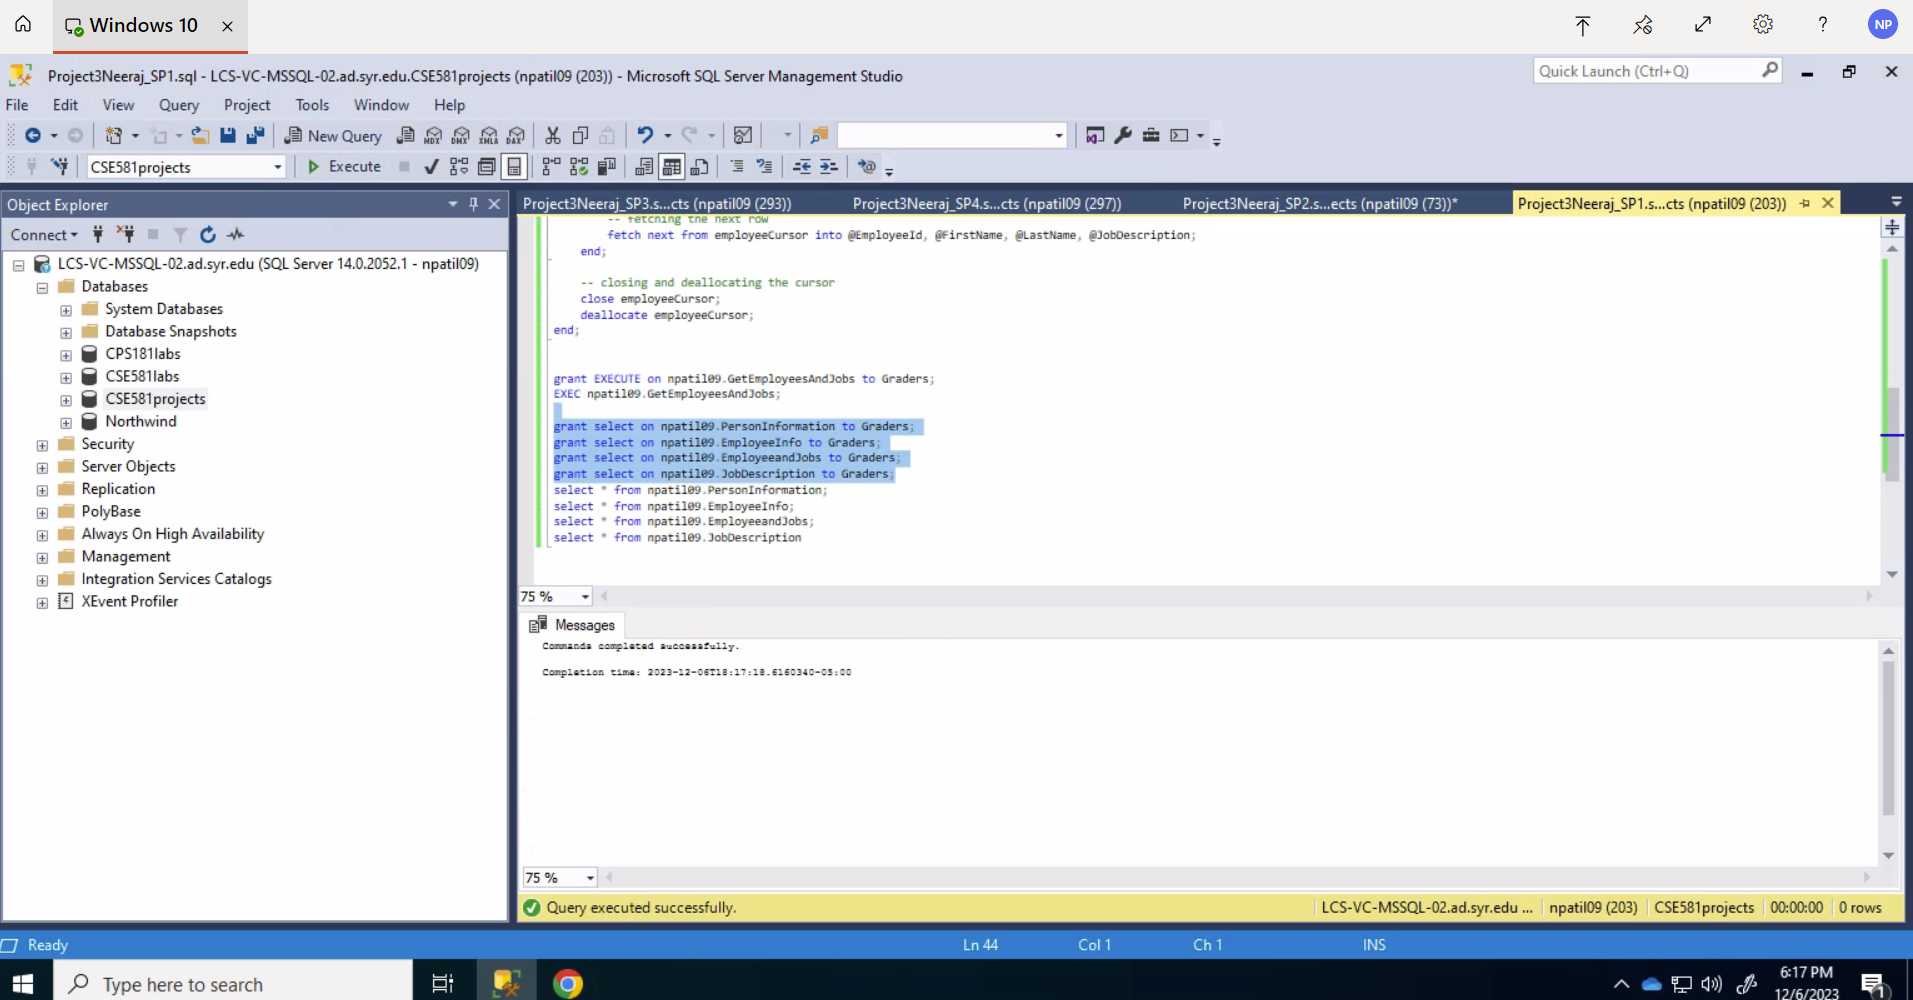 Windows 10
NP
Project3Neeraj_SP1.sql - LCS-VC-MSSQL-02.ad.syr.edu.CSE581projects (npatil09 (203)) - Microsoft SQL Server Management Studio
Quick Launch (Ctrl+Q)
File Edit View Query Project Tools Window Help
New Query
MDX DMX XMLA DAX
CSE581projects
Execute
Object Explorer
Project3Neeraj_SP3.s...cts (npatil09 (293))
Project3Neeraj_SP4.s...cts (npatil09 (297))
Project3Neeraj_SP2.s...ects (npatil09 (73))*
Project3Neeraj_SP1.s...cts (npatil09 (203))
Connect
LCS-VC-MSSQL-02.ad.syr.edu (SQL Server 14.0.2052.1 - npatil09)
Databases
System Databases
Database Snapshots
CPS181labs
CSE581labs
CSE581projects
Northwind
Security
Server Objects
Replication
PolyBase
Always On High Availability
Management
Integration Services Catalogs
XEvent Profiler
-- fetching the next row
fetch next from employeeCursor into @EmployeeId, @FirstName, @LastName, @JobDescription;
end;
-- closing and deallocating the cursor
close employeeCursor;
deallocate employeeCursor;
end;
grant EXECUTE on npatil09.GetEmployeesAndJobs to Graders;
EXEC npatil09.GetEmployeesAndJobs;
grant select on npatil09.PersonInformation to Graders;
grant select on npatil09.EmployeeInfo to Graders;
grant select on npatil09.EmployeeandJobs to Graders;
grant select on npatil09.JobDescription to Graders;
select * from npatil09.PersonInformation;
select * from npatil09.EmployeeInfo;
select * from npatil09.EmployeeandJobs;
select * from npatil09.JobDescription
75 %
Messages
Commands completed successfully.
Completion time: 2023-12-06T18:17:18.6160340-05:00
75 %
Query executed successfully.
LCS-VC-MSSQL-02.ad.syr.edu ...
npatil09 (203)
CSE581projects
00:00:00
0 rows
Ready
Ln 44
Col 1
Ch 1
INS
Type here to search
6:17 PM
12/6/2023
1